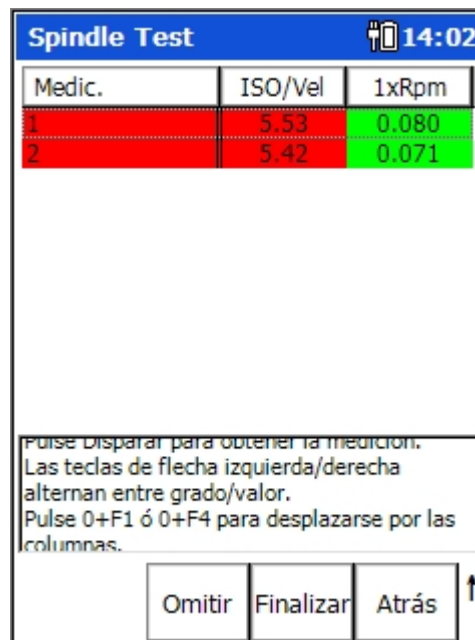 Spindle Test 14:02
Medic. ISO/Vel 1xRpm
1 5.53 0.080
2 5.42 0.071
Pulse Disparar para obtener la medición.
Las teclas de flecha izquierda/derecha
alternan entre grado/valor.
Pulse 0+F1 ó 0+F4 para desplazarse por las
columnas.
Omitir Finalizar Atrás